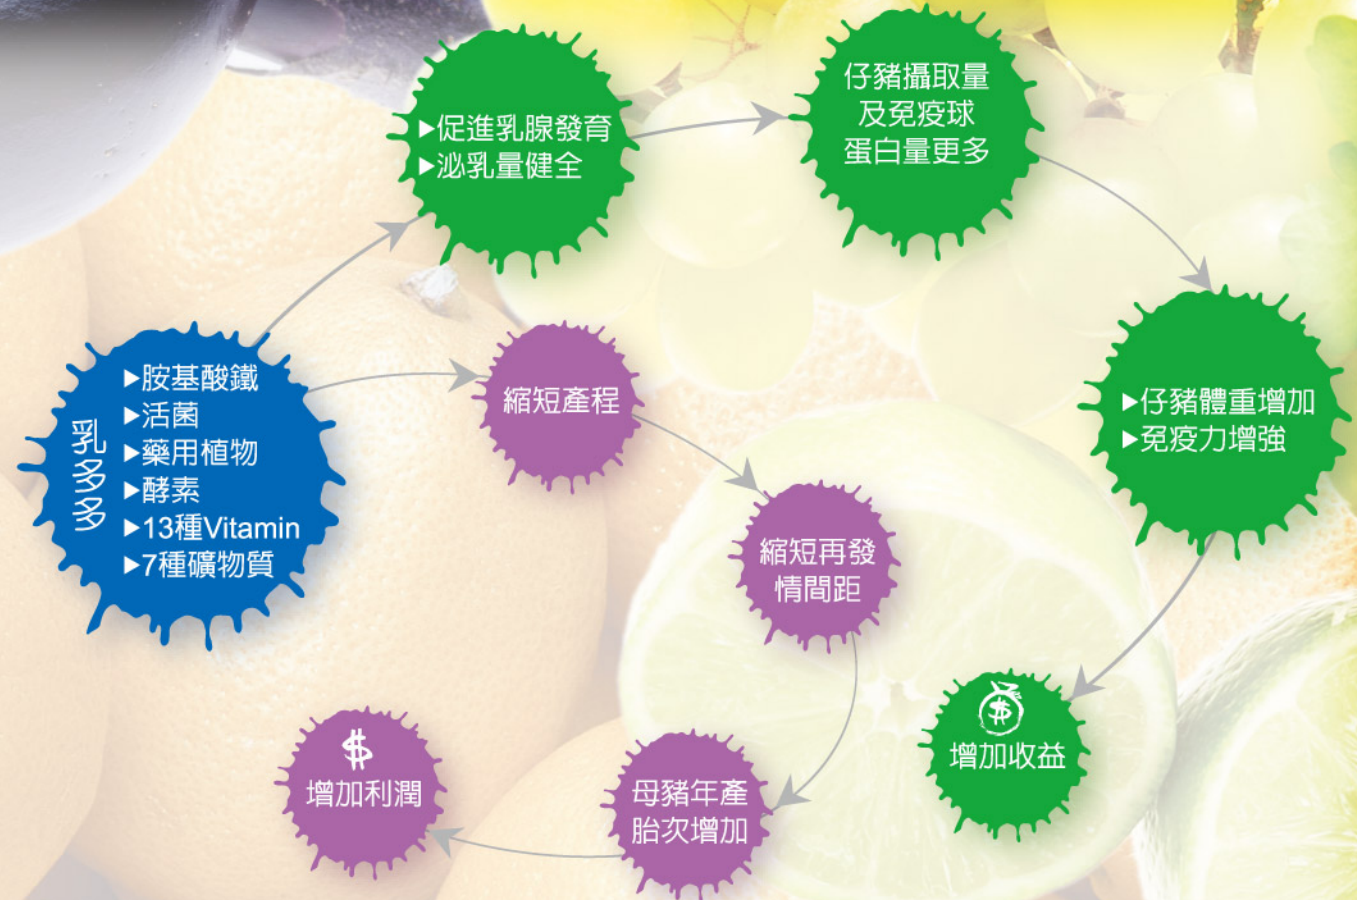 乳多多
▶胺基酸鐵
▶活菌
▶藥用植物
▶酵素
▶13種Vitamin
▶7種礦物質
▶促進乳腺發育
▶泌乳量健全
仔豬攝取量
及免疫球
蛋白量更多
▶仔豬體重增加
▶免疫力增強
$
增加收益
縮短產程
縮短再發
情間距
母豬年產
胎次增加
$
增加利潤